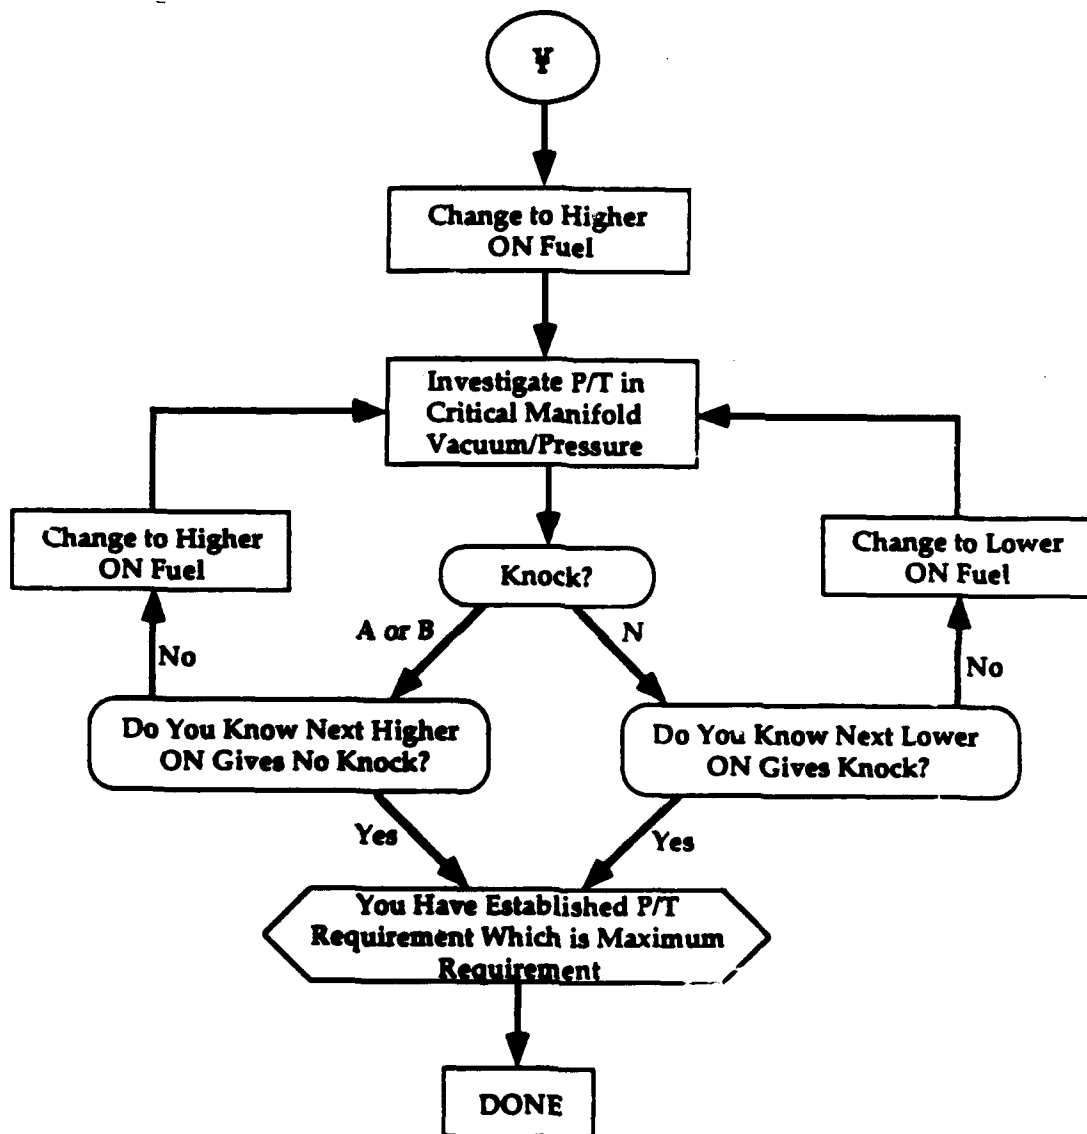 Ұ
Change to Higher
ON Fuel
Investigate P/T in
Critical Manifold
Vacuum/Pressure
Change to Higher
ON Fuel
Knock?
Change to Lower
ON Fuel
A or B
N
No
No
Do You Know Next Higher
ON Gives No Knock?
Do You Know Next Lower
ON Gives Knock?
Yes
Yes
You Have Established P/T
Requirement Which is Maximum
Requirement
DONE